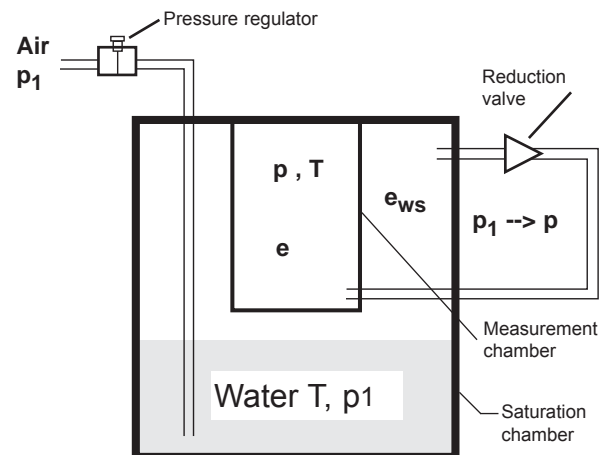 Pressure regulator
Air
p1
Reduction
valve
p , T
ews
p1 --> p
e
Measurement
chamber
Water T, p1
Saturation
chamber